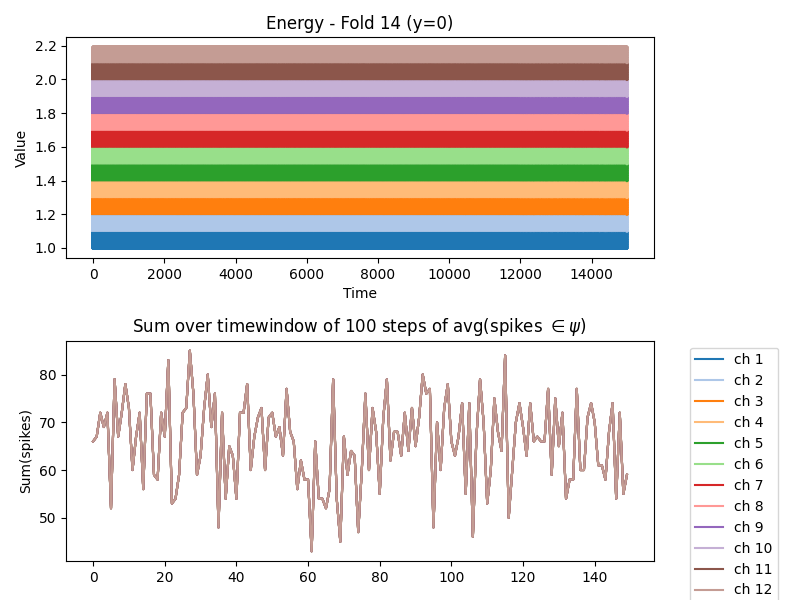 Energy - Fold 14 (y=0)
Value
2.2
2.0
1.8
1.6
1.4
1.2
1.0
0 2000 4000 6000 8000 10000 12000 14000
Time
Sum over timewindow of 100 steps of avg(spikes ∈ ψ)
Sum(spikes)
80
70
60
50
0 20 40 60 80 100 120 140
ch 1
ch 2
ch 3
ch 4
ch 5
ch 6
ch 7
ch 8
ch 9
ch 10
ch 11
ch 12